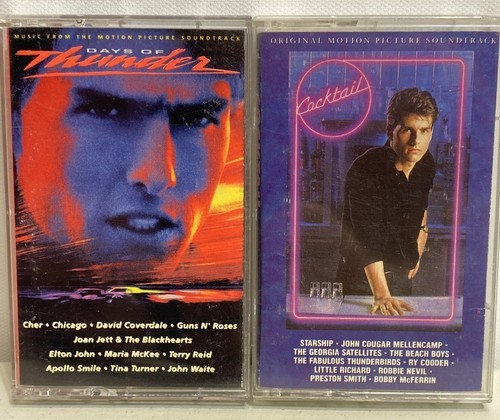 MUSIC FROM THE MOTION PICTURE SOUNDTRACK
DAYS OF
Thunder
Cher • Chicago • David Coverdale • Guns N' Roses
Joan Jett & The Blackhearts
Elton John • Maria McKee • Terry Reid
Apollo Smile • Tina Turner • John Waite
ORIGINAL MOTION PICTURE SOUNDTRACK
Cocktail
STARSHIP • JOHN COUGAR MELLENCAMP •
THE GEORGIA SATELLITES • THE BEACH BOYS •
THE FABULOUS THUNDERBIRDS • RY COODER •
LITTLE RICHARD • ROBBIE NEVIL •
PRESTON SMITH • BOBBY McFERRIN